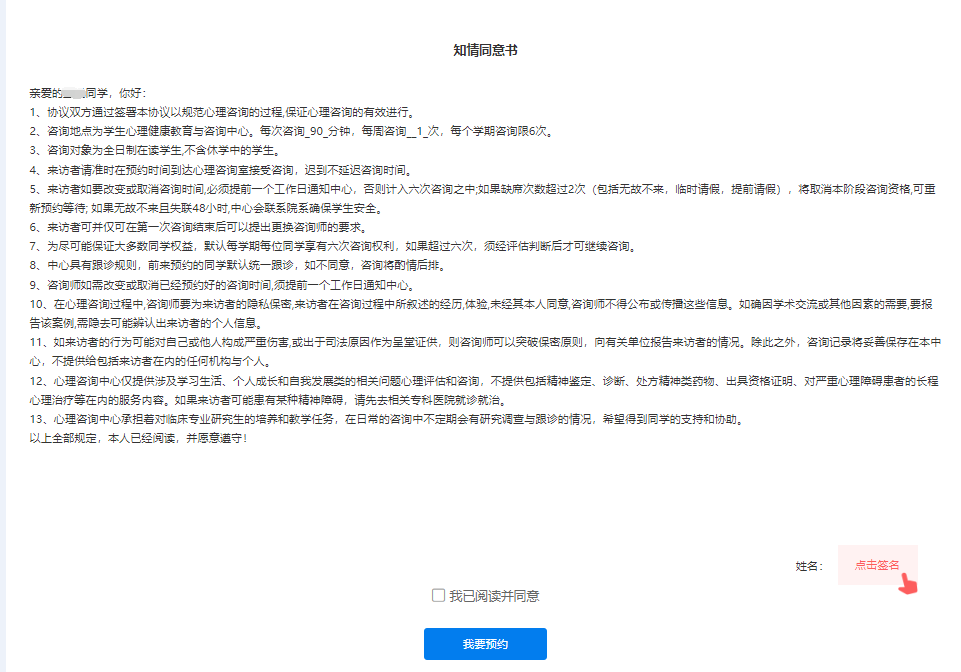 知情同意书
亲爱的同学，你好：
1、协议双方通过签署本协议以规范心理咨询的过程,保证心理咨询的有效进行。
2、咨询地点为学生心理健康教育与咨询中心。每次咨询_90_分钟，每周咨询__1_次，每个学期咨询限6次。
3、咨询对象为全日制在读学生,不含休学中的学生。
4、来访者请准时在预约时间到达心理咨询室接受咨询，迟到不延迟咨询时间。
5、来访者如要改变或取消咨询时间,必须提前一个工作日通知中心，否则计入六次咨询之中;如果缺席次数超过2次（包括无故不来，临时请假，提前请假），将取消本阶段咨询资格,可重
新预约等待; 如果无故不来且失联48小时,中心会联系院系确保学生安全。
6、来访者可并仅可在第一次咨询结束后可以提出更换咨询师的要求。
7、为尽可能保证大多数同学权益，默认每学期每位同学享有六次咨询权利，如果超过六次，须经评估判断后才可继续咨询。
8、中心具有跟诊规则，前来预约的同学默认统一跟诊，如不同意，咨询将酌情后排。
9、咨询师如需改变或取消已经预约好的咨询时间,须提前一个工作日通知中心。
10、在心理咨询过程中,咨询师要为来访者的隐私保密,来访者在咨询过程中所叙述的经历,体验,未经其本人同意,咨询师不得公布或传播这些信息。如确因学术交流或其他因素的需要,要报
告该案例,需隐去可能辨认出来访者的个人信息。
11、如来访者的行为可能对自己或他人构成严重伤害,或出于司法原因作为呈堂证供，则咨询师可以突破保密原则，向有关单位报告来访者的情况。除此之外，咨询记录将妥善保存在本中
心，不提供给包括来访者在内的任何机构与个人。
12、心理咨询中心仅提供涉及学习生活、个人成长和自我发展类的相关问题心理评估和咨询，不提供包括精神鉴定、诊断、处方精神类药物、出具资格证明、对严重心理障碍患者的长程
心理治疗等在内的服务内容。如果来访者可能患有某种精神障碍，请先去相关专科医院就诊就治。
13、心理咨询中心承担着对临床专业研究生的培养和教学任务，在日常的咨询中不定期会有研究调查与跟诊的情况，希望得到同学的支持和协助。
以上全部规定，本人已经阅读，并愿意遵守！
姓名： 点击签名
我已阅读并同意
我要预约